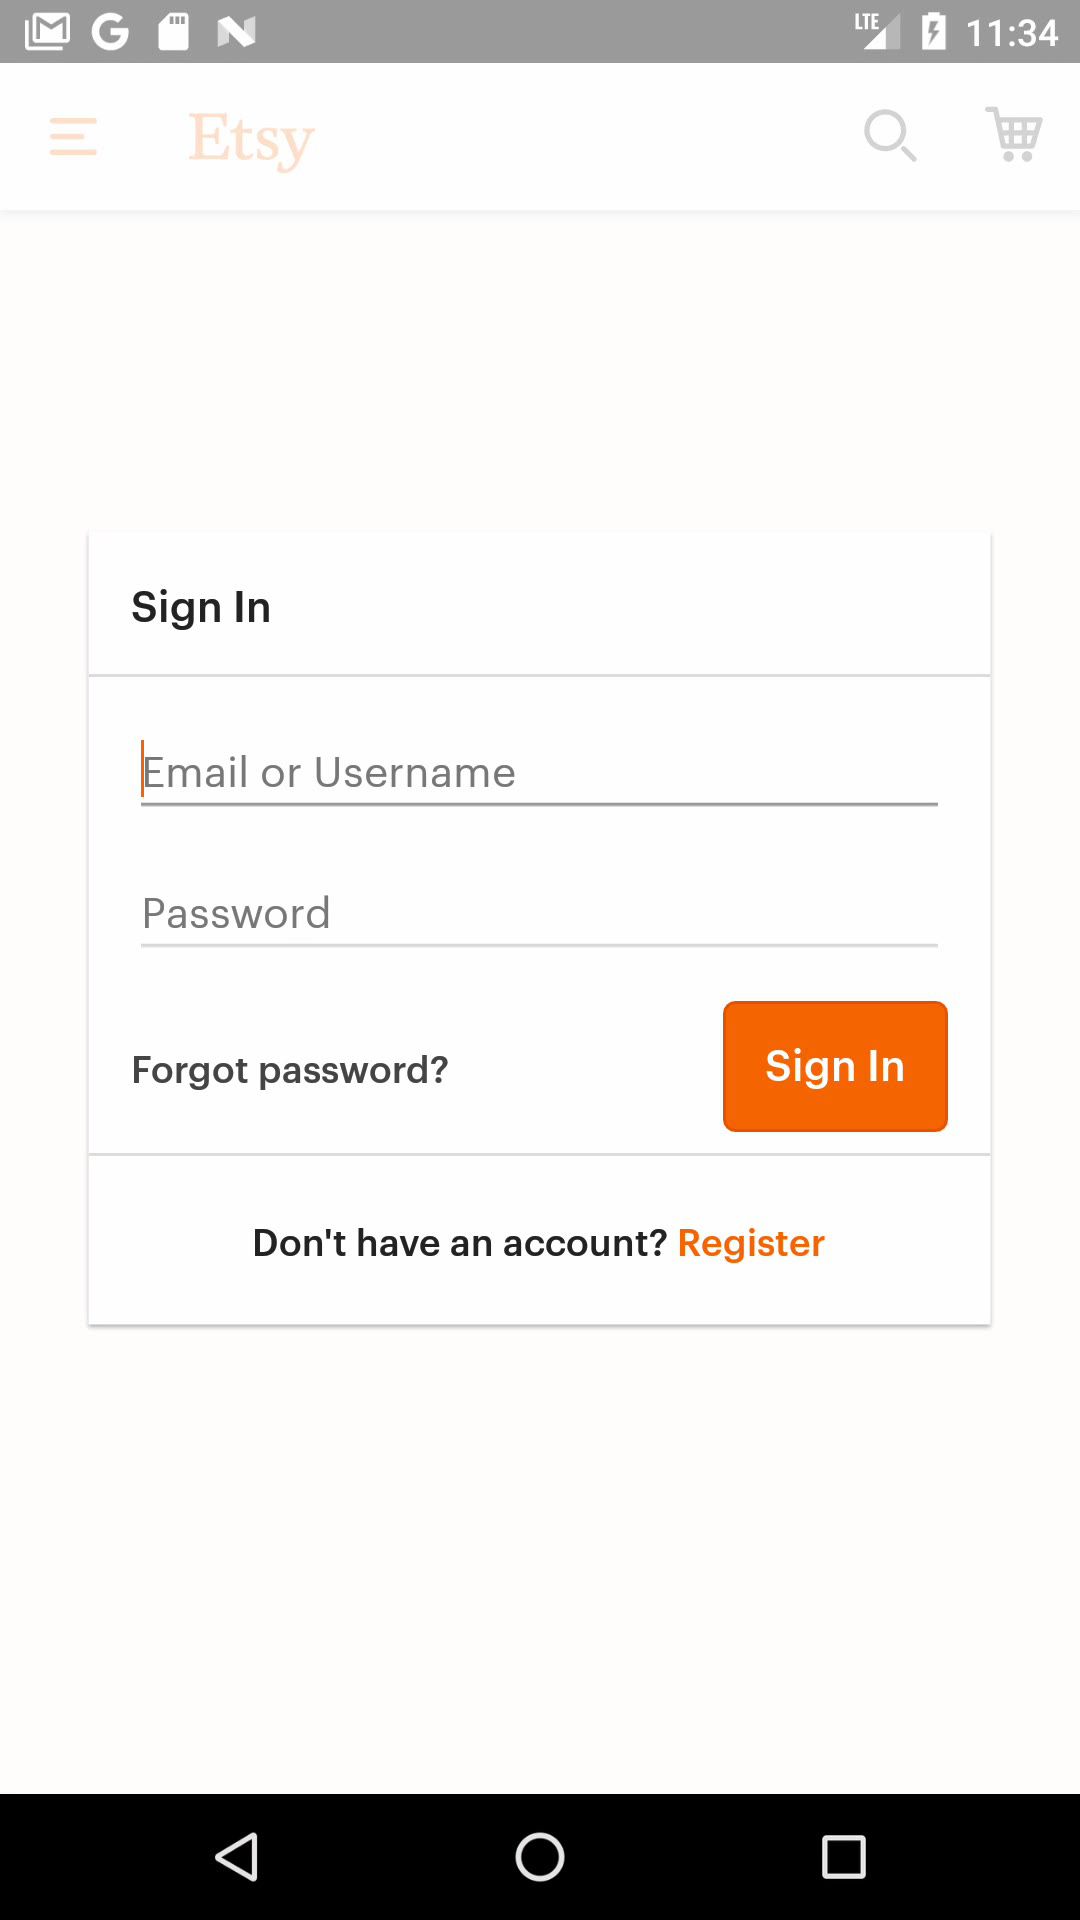 LTE 11:34
Etsy
Sign In
Email or Username
Password
Forgot password?
Sign In
Don't have an account? Register